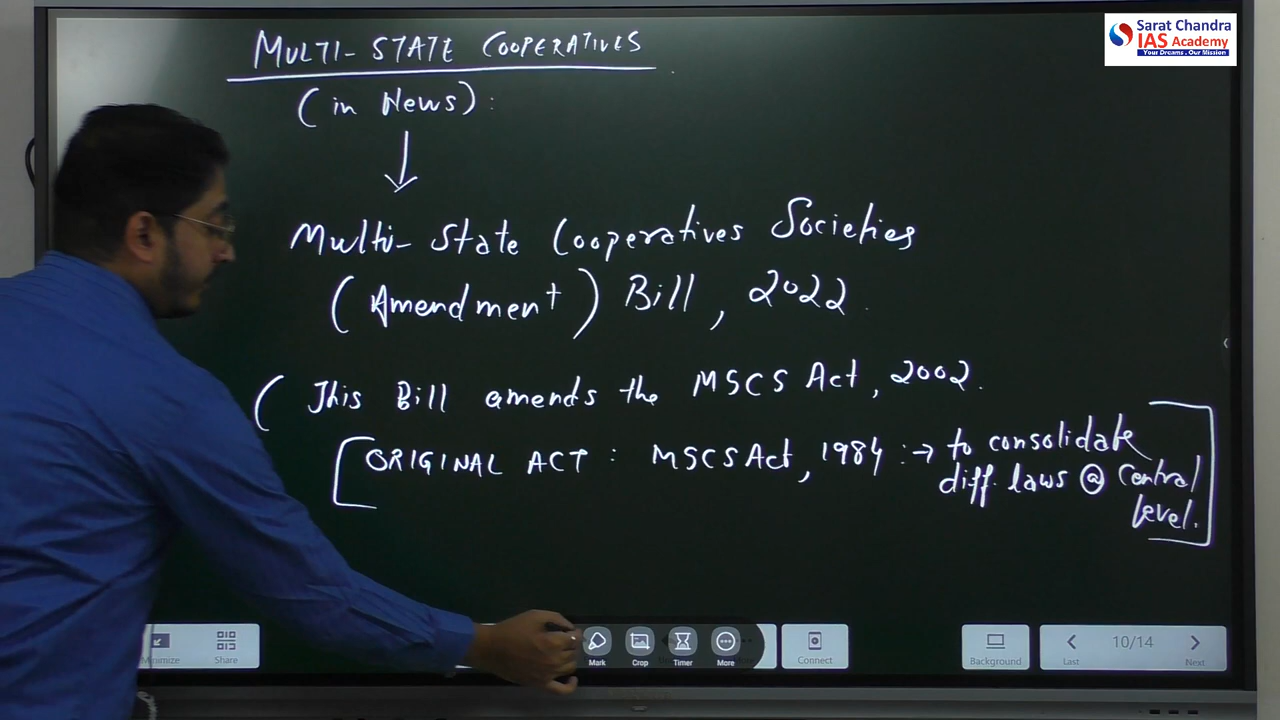 Sarat Chandra
IAS Academy
Your Dreams . Our Mission
MULTI-STATE COOPERATIVES
(in News) :
Multi-State Cooperatives Societies
(Amendment) Bill, 2022.
( This Bill amends the MSCS Act, 2002.
[ORIGINAL ACT : MSCS Act, 1984 :→ to consolidate
diff. laws @ Central
level.]
Minimize
Share
Mark
Crop
Timer
More
Connect
Background
Last
10/14
Next